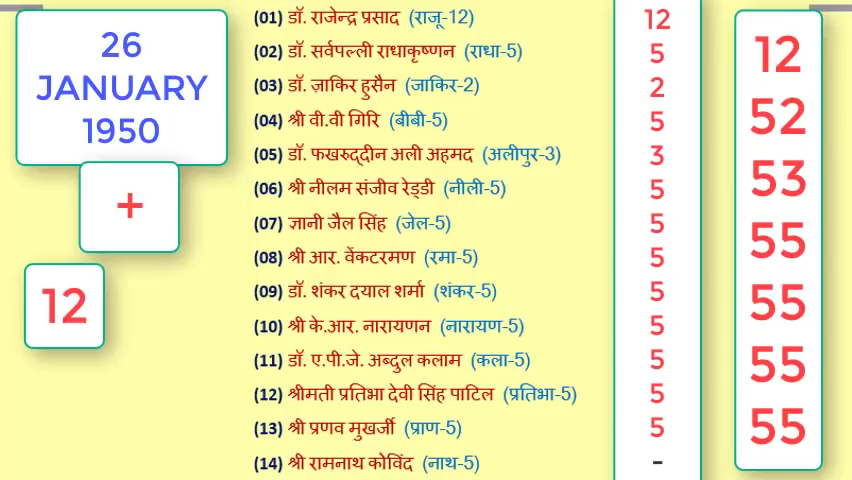 26
JANUARY
1950
+
12
(01) डॉ. राजेन्द्र प्रसाद (राजू-12)
(02) डॉ. सर्वपल्ली राधाकृष्णन (राधा-5)
(03) डॉ. ज़ाकिर हुसैन (जाकिर-2)
(04) श्री वी.वी गिरि (बीबी-5)
(05) डॉ. फखरुद्दीन अली अहमद (अलीपुर-3)
(06) श्री नीलम संजीव रेड्डी (नीली-5)
(07) ज्ञानी जैल सिंह (जेल-5)
(08) श्री आर. वेंकटरमण (रमा-5)
(09) डॉ. शंकर दयाल शर्मा (शंकर-5)
(10) श्री के.आर. नारायणन (नारायण-5)
(11) डॉ. ए.पी.जे. अब्दुल कलाम (कला-5)
(12) श्रीमती प्रतिभा देवी सिंह पाटिल (प्रतिभा-5)
(13) श्री प्रणव मुखर्जी (प्राण-5)
(14) श्री रामनाथ कोविंद (नाथ-5)
12
5
2
5
3
5
5
5
5
5
5
5
5
-
12
52
53
55
55
55
55